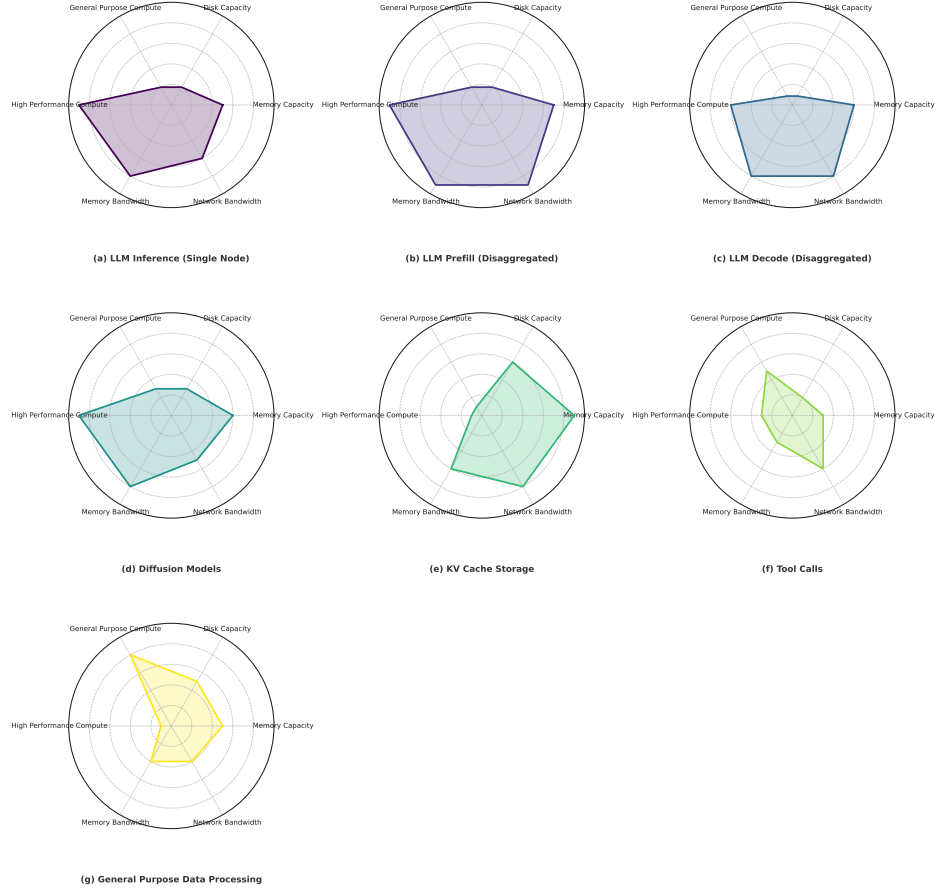 General Purpose Compute
Disk Capacity
High Performance Compute
Memory Capacity
Memory Bandwidth
Network Bandwidth
(a) LLM Inference (Single Node)
General Purpose Compute
Disk Capacity
High Performance Compute
Memory Capacity
Memory Bandwidth
Network Bandwidth
(b) LLM Prefill (Disaggregated)
General Purpose Compute
Disk Capacity
High Performance Compute
Memory Capacity
Memory Bandwidth
Network Bandwidth
(c) LLM Decode (Disaggregated)
General Purpose Compute
Disk Capacity
High Performance Compute
Memory Capacity
Memory Bandwidth
Network Bandwidth
(d) Diffusion Models
General Purpose Compute
Disk Capacity
High Performance Compute
Memory Capacity
Memory Bandwidth
Network Bandwidth
(e) KV Cache Storage
General Purpose Compute
Disk Capacity
High Performance Compute
Memory Capacity
Memory Bandwidth
Network Bandwidth
(f) Tool Calls
General Purpose Compute
Disk Capacity
High Performance Compute
Memory Capacity
Memory Bandwidth
Network Bandwidth
(g) General Purpose Data Processing